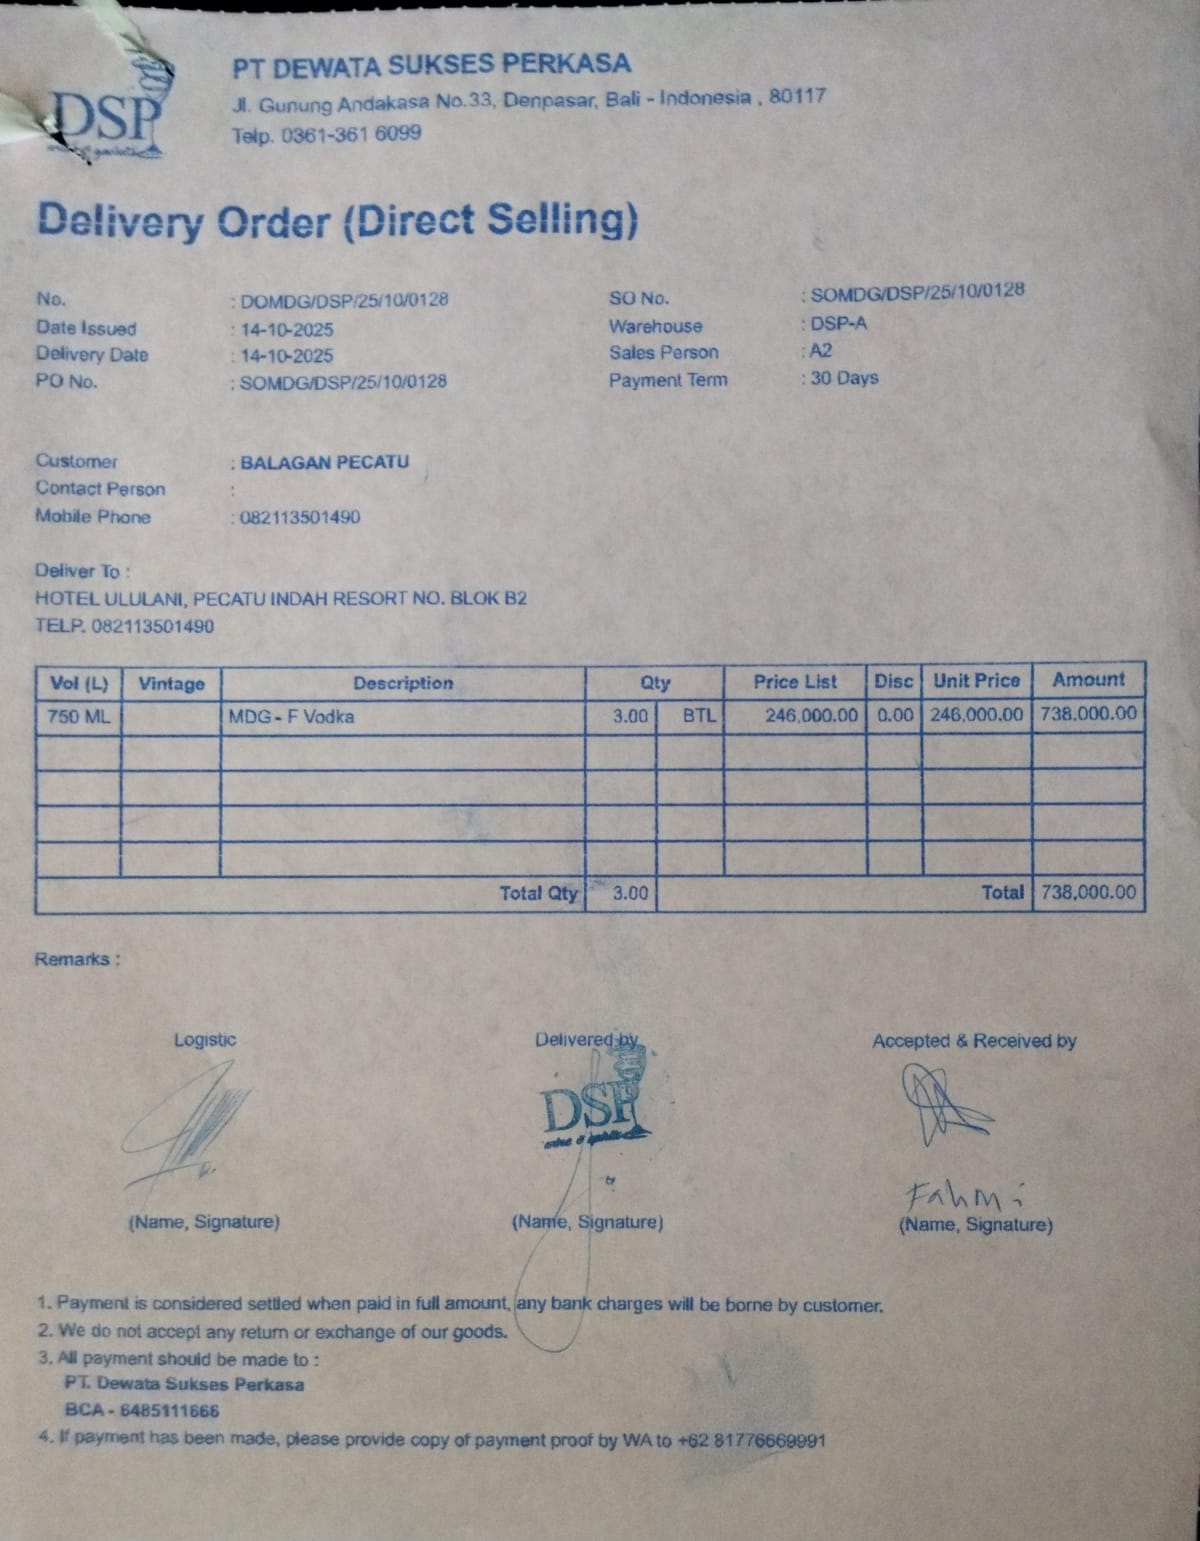 DSP
PT DEWATA SUKSES PERKASA
Jl. Gunung Andakasa No.33, Denpasar, Bali - Indonesia , 80117
Telp. 0361-361 6099
Delivery Order (Direct Selling)
No. : DOMDG/DSP/25/10/0128 SO No. : SOMDG/DSP/25/10/0128
Date Issued : 14-10-2025 Warehouse : DSP-A
Delivery Date : 14-10-2025 Sales Person : A2
PO No. : SOMDG/DSP/25/10/0128 Payment Term : 30 Days
Customer : BALAGAN PECATU
Contact Person :
Mobile Phone : 082113501490
Deliver To :
HOTEL ULULANI, PECATU INDAH RESORT NO. BLOK B2
TELP. 082113501490
Vol (L) Vintage Description Qty Price List Disc Unit Price Amount
750 ML MDG - F Vodka 3.00 BTL 246,000.00 0.00 246,000.00 738,000.00
Total Qty 3.00 Total 738,000.00
Remarks :
Logistic Delivered by Accepted & Received by
DSP
wine & spirits
Fahmi
(Name, Signature) (Name, Signature) (Name, Signature)
1. Payment is considered settled when paid in full amount, any bank charges will be borne by customer.
2. We do not accept any return or exchange of our goods.
3. All payment should be made to :
PT. Dewata Sukses Perkasa
BCA - 6485111666
4. If payment has been made, please provide copy of payment proof by WA to +62 81776669991